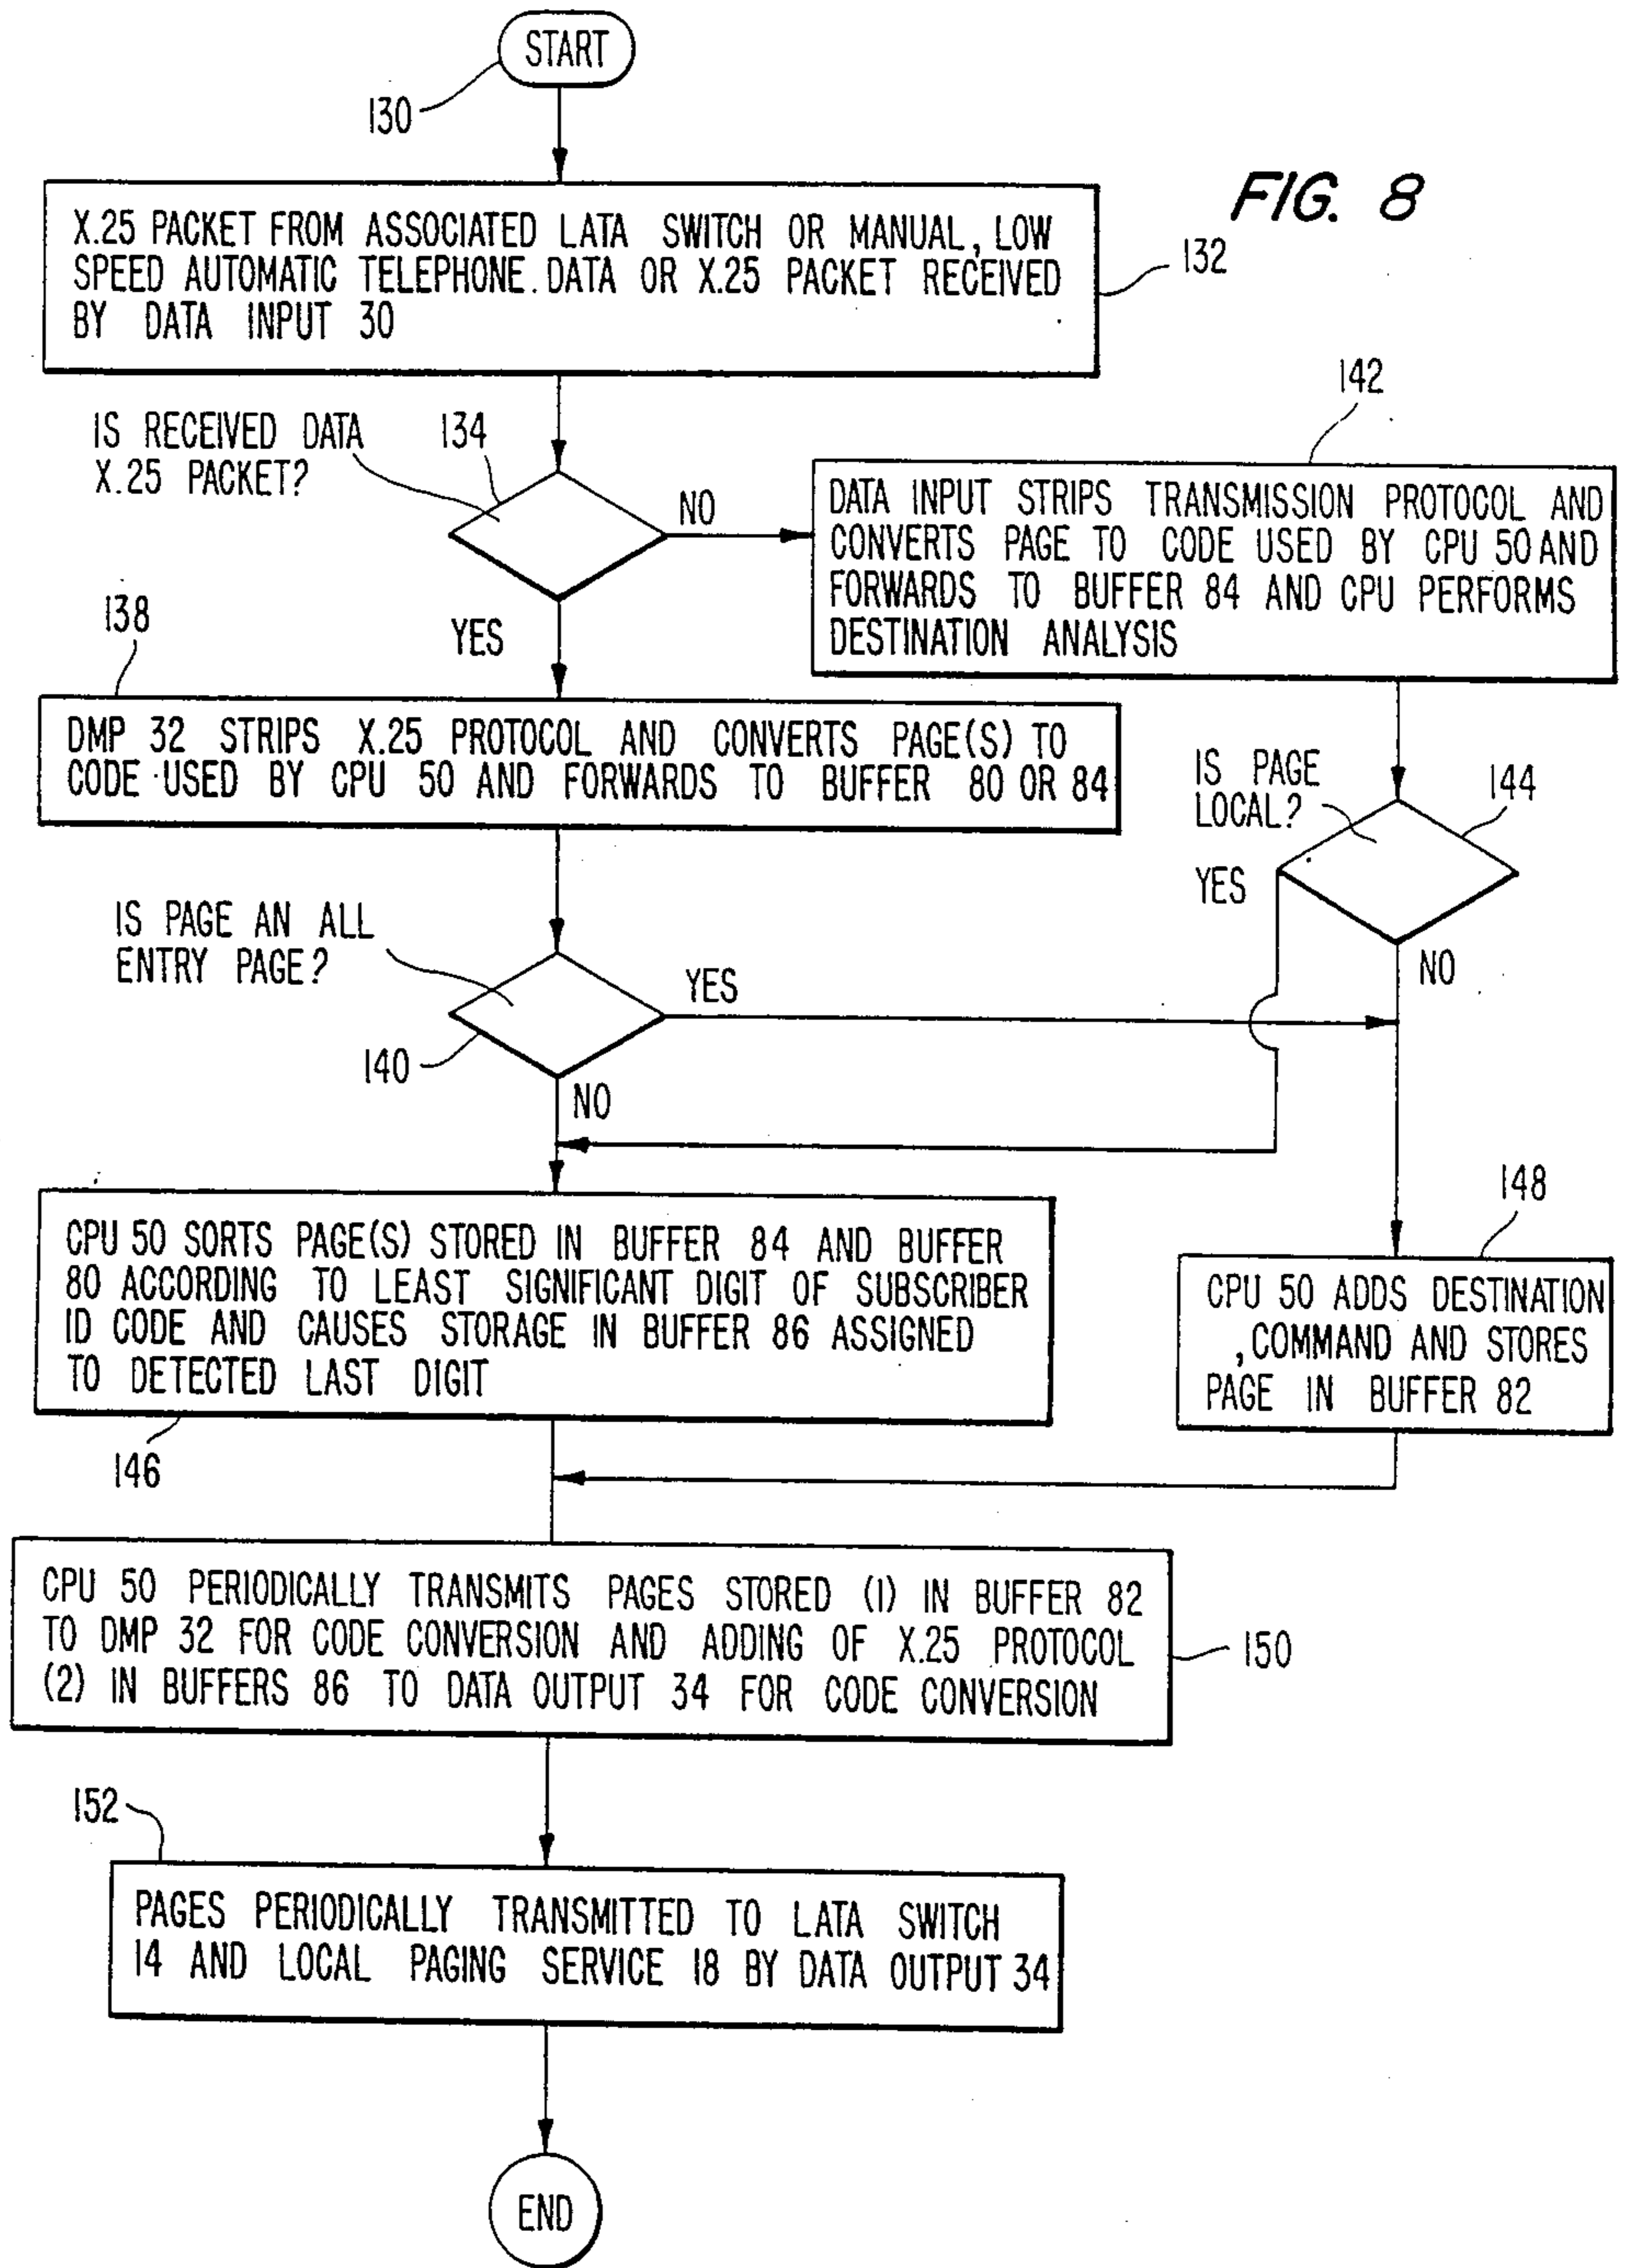 START
130
FIG. 8
X.25 PACKET FROM ASSOCIATED LATA SWITCH OR MANUAL, LOW
SPEED AUTOMATIC TELEPHONE. DATA OR X.25 PACKET RECEIVED
BY DATA INPUT 30
132
IS RECEIVED DATA
X.25 PACKET?
134
NO
YES
142
DATA INPUT STRIPS TRANSMISSION PROTOCOL AND
CONVERTS PAGE TO CODE USED BY CPU 50 AND
FORWARDS TO BUFFER 84 AND CPU PERFORMS
DESTINATION ANALYSIS
138
DMP 32 STRIPS X.25 PROTOCOL AND CONVERTS PAGE(S) TO
CODE USED BY CPU 50 AND FORWARDS TO BUFFER 80 OR 84
IS PAGE
LOCAL?
144
YES
NO
IS PAGE AN ALL
ENTRY PAGE?
YES
140
NO
CPU 50 SORTS PAGE(S) STORED IN BUFFER 84 AND BUFFER
80 ACCORDING TO LEAST SIGNIFICANT DIGIT OF SUBSCRIBER
ID CODE AND CAUSES STORAGE IN BUFFER 86 ASSIGNED
TO DETECTED LAST DIGIT
146
148
CPU 50 ADDS DESTINATION
,COMMAND AND STORES
PAGE IN BUFFER 82
CPU 50 PERIODICALLY TRANSMITS PAGES STORED (1) IN BUFFER 82
TO DMP 32 FOR CODE CONVERSION AND ADDING OF X.25 PROTOCOL
(2) IN BUFFERS 86 TO DATA OUTPUT 34 FOR CODE CONVERSION
150
152
PAGES PERIODICALLY TRANSMITTED TO LATA SWITCH
14 AND LOCAL PAGING SERVICE 18 BY DATA OUTPUT 34
END